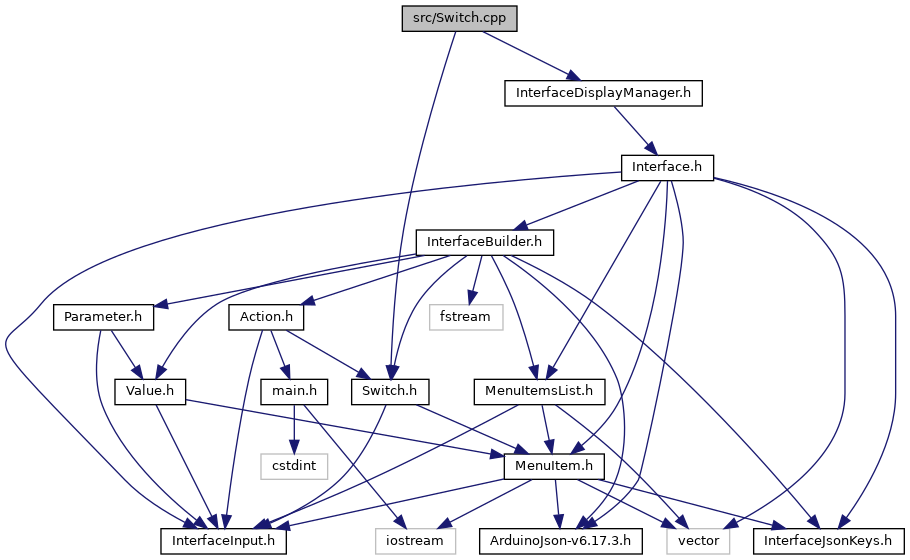 src/Switch.cpp
InterfaceDisplayManager.h
Interface.h
InterfaceBuilder.h
Parameter.h
Action.h
fstream
Value.h
main.h
Switch.h
MenuItemsList.h
cstdint
MenuItem.h
InterfaceInput.h
iostream
ArduinoJson-v6.17.3.h
vector
InterfaceJsonKeys.h